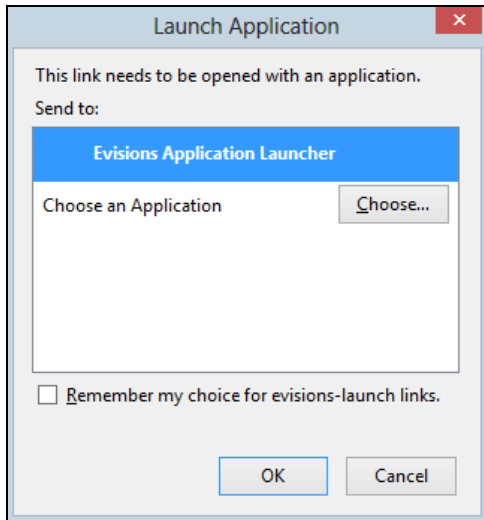 Launch Application
This link needs to be opened with an application.
Send to:
Evisions Application Launcher
Choose an Application
Choose...
Remember my choice for evisions-launch links.
OK
Cancel